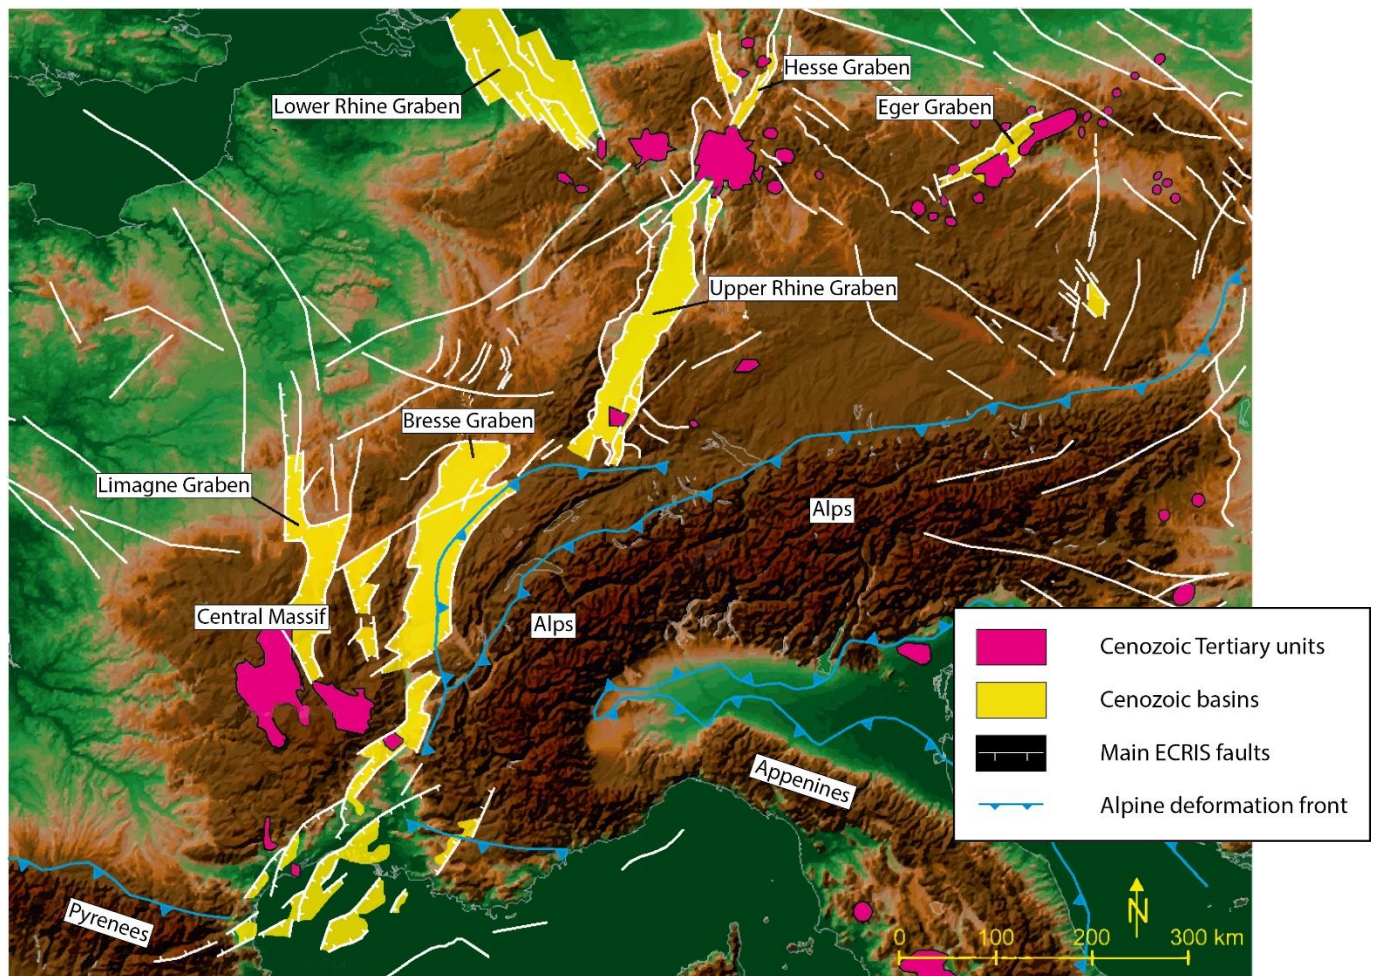 Hesse Graben
Lower Rhine Graben
Eger Graben
Upper Rhine Graben
Bresse Graben
Limagne Graben
Alps
Central Massif
Alps
Cenozoic Tertiary units
Cenozoic basins
Main ECRIS faults
Alpine deformation front
Appenines
Pyrenees
N
0 100 200 300 km